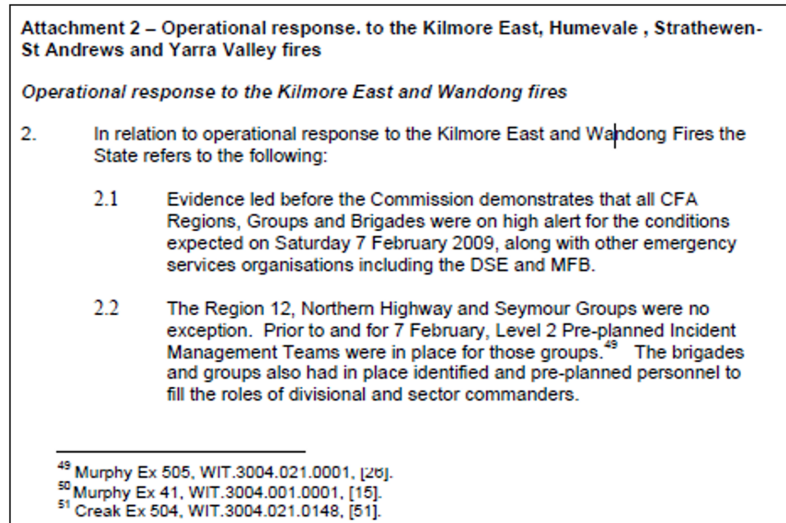 Attachment 2 – Operational response. to the Kilmore East, Humevale , Strathewen-
St Andrews and Yarra Valley fires
Operational response to the Kilmore East and Wandong fires
2. In relation to operational response to the Kilmore East and Wandong Fires the
State refers to the following:
2.1 Evidence led before the Commission demonstrates that all CFA
Regions, Groups and Brigades were on high alert for the conditions
expected on Saturday 7 February 2009, along with other emergency
services organisations including the DSE and MFB.
2.2 The Region 12, Northern Highway and Seymour Groups were no
exception. Prior to and for 7 February, Level 2 Pre-planned Incident
Management Teams were in place for those groups.49 The brigades
and groups also had in place identified and pre-planned personnel to
fill the roles of divisional and sector commanders.
49 Murphy Ex 505, WIT.3004.021.0001, [26].
50 Murphy Ex 41, WIT.3004.001.0001, [15].
51 Creak Ex 504, WIT.3004.021.0148, [51].